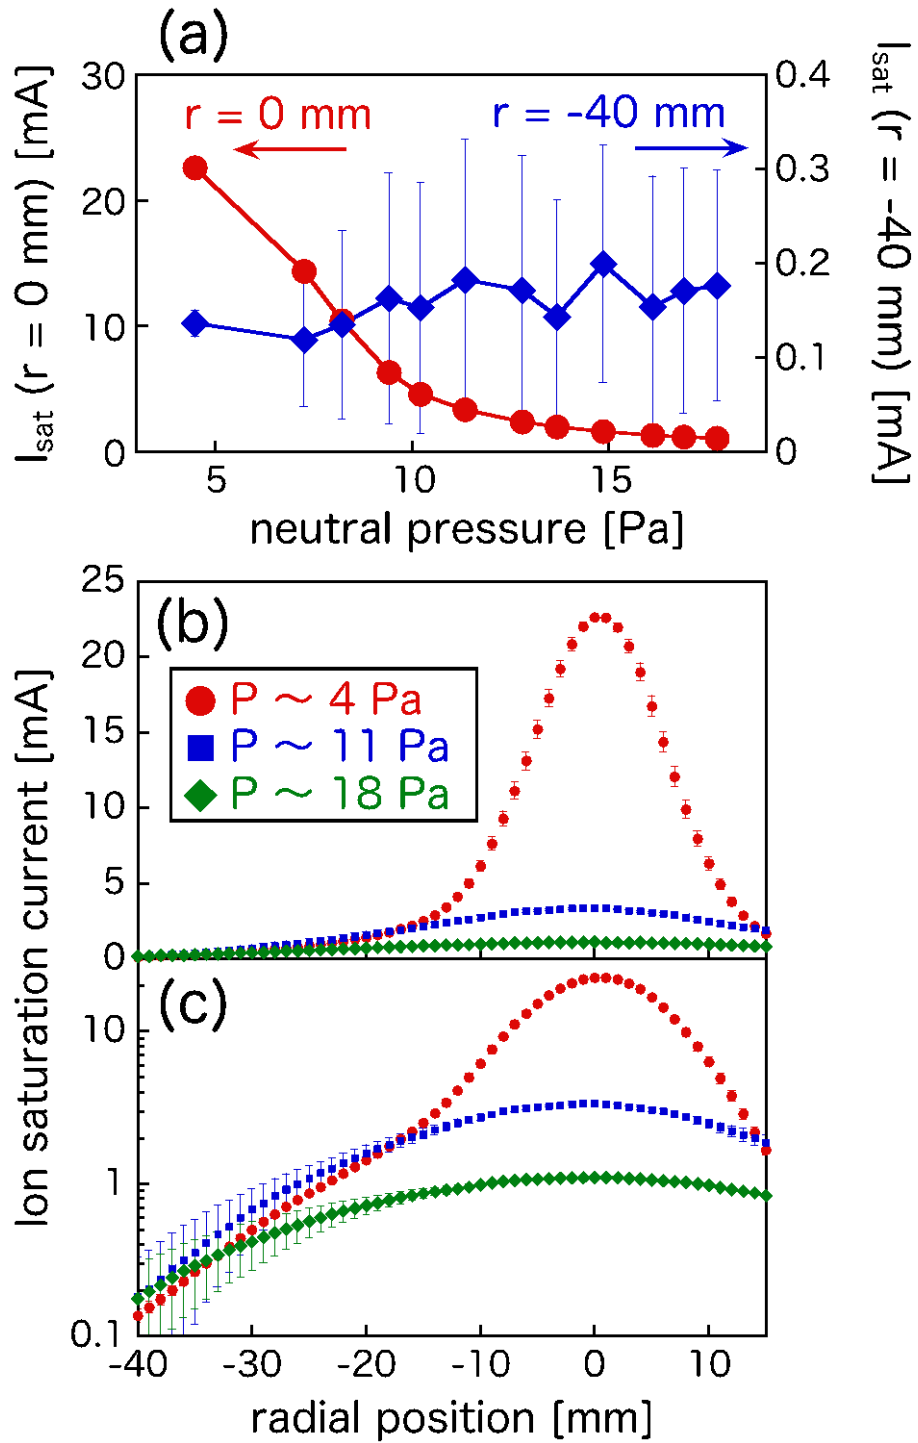 (a)
I_sat (r = 0 mm) [mA]
30
20
10
0
r = 0 mm
r = -40 mm
0.4
0.3
0.2
0.1
0
I_sat (r = -40 mm) [mA]
5
10
15
neutral pressure [Pa]
Ion saturation current [mA]
(b)
25
20
15
10
5
0
P ~ 4 Pa
P ~ 11 Pa
P ~ 18 Pa
(c)
10
1
0.1
-40
-30
-20
-10
0
10
radial position [mm]